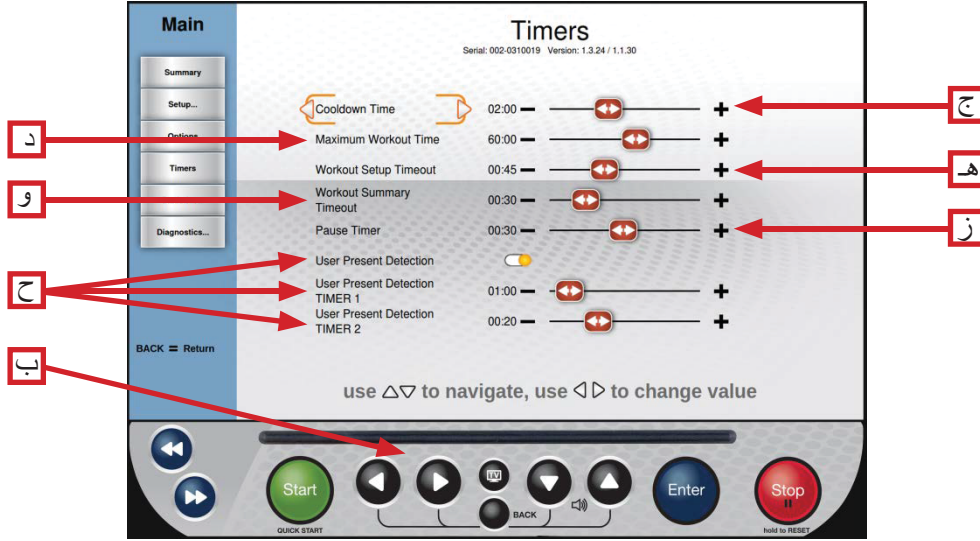 Main
Timers
Serial: 002-0310019 Version: 1.3.24 / 1.1.30
Summary
Setup...
Options
Timers
Diagnostics...
BACK = Return
Cooldown Time 02:00
Maximum Workout Time 60:00
Workout Setup Timeout 00:45
Workout Summary
Timeout 00:30
Pause Timer 00:30
User Present Detection
User Present Detection
TIMER 1 01:00
User Present Detection
TIMER 2 00:20
use △▽ to navigate, use ◁ ▷ to change value
ج
د
هـ
و
ز
ح
ب
Start
QUICK START
TV
BACK
Enter
Stop
hold to RESET